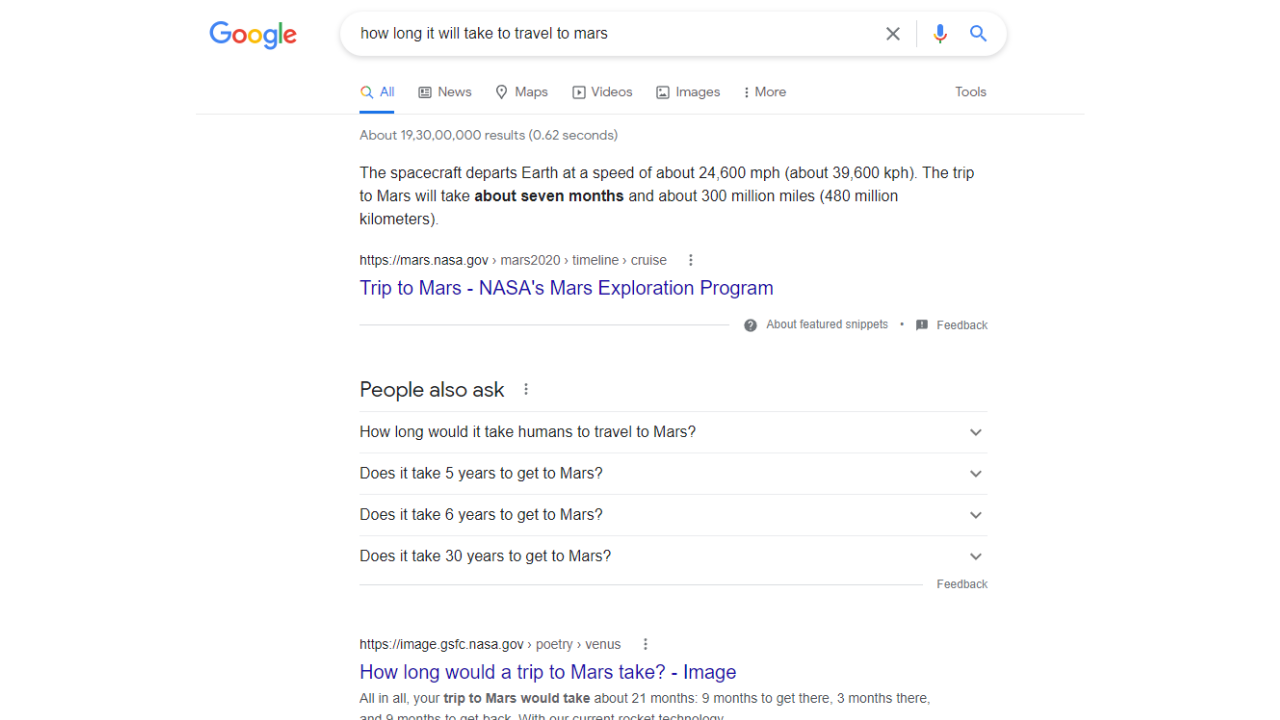 Google
how long it will take to travel to mars
All News Maps Videos Images More Tools
About 19,30,00,000 results (0.62 seconds)
The spacecraft departs Earth at a speed of about 24,600 mph (about 39,600 kph). The trip
to Mars will take about seven months and about 300 million miles (480 million
kilometers).
https://mars.nasa.gov › mars2020 › timeline › cruise
Trip to Mars - NASA's Mars Exploration Program
About featured snippets • Feedback
People also ask
How long would it take humans to travel to Mars?
Does it take 5 years to get to Mars?
Does it take 6 years to get to Mars?
Does it take 30 years to get to Mars?
Feedback
https://image.gsfc.nasa.gov › poetry › venus
How long would a trip to Mars take? - Image
All in all, your trip to Mars would take about 21 months: 9 months to get there, 3 months there,
and 9 months to get back. With our current rocket technology